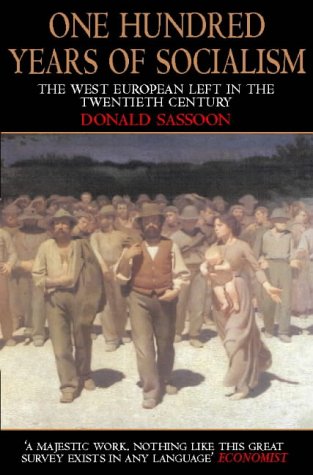 ONE HUNDRED
YEARS OF SOCIALISM
THE WEST EUROPEAN LEFT IN THE
TWENTIETH CENTURY
DONALD SASSOON
'A MAJESTIC WORK, NOTHING LIKE THIS GREAT
SURVEY EXISTS IN ANY LANGUAGE' ECONOMIST